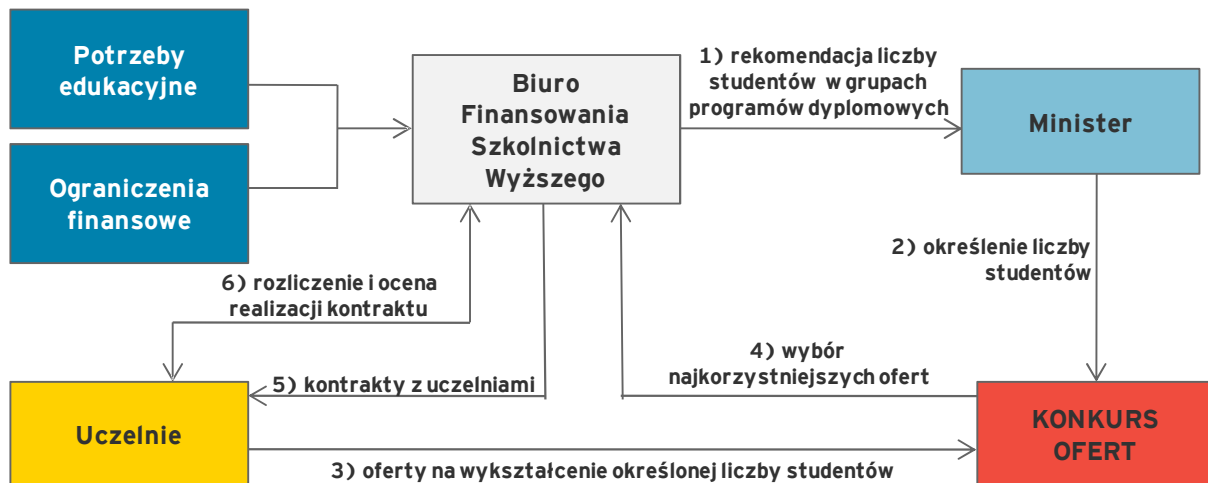 Potrzeby
edukacyjne
Ograniczenia
finansowe
Biuro
Finansowania
Szkolnictwa
Wyższego
1) rekomendacja liczby
studentów w grupach
programów dyplomowych
Minister
2) określenie liczby
studentów
6) rozliczenie i ocena
realizacji kontraktu
4) wybór
najkorzystniejszych ofert
5) kontrakty z uczelniami
Uczelnie
KONKURS
OFERT
3) oferty na wykształcenie określonej liczby studentów